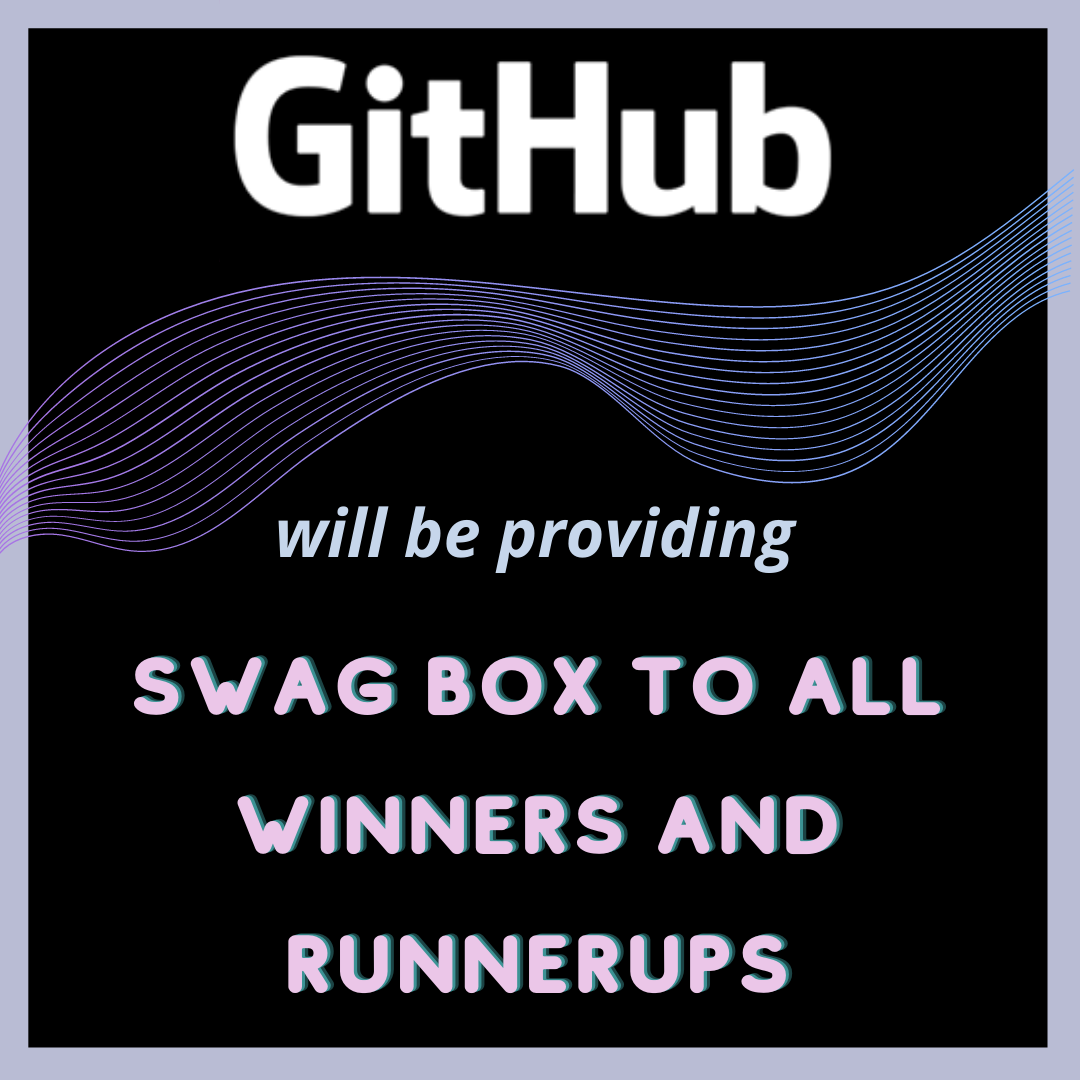 GitHub
will be providing
SWAG BOX TO ALL
WINNERS AND
RUNNERUPS